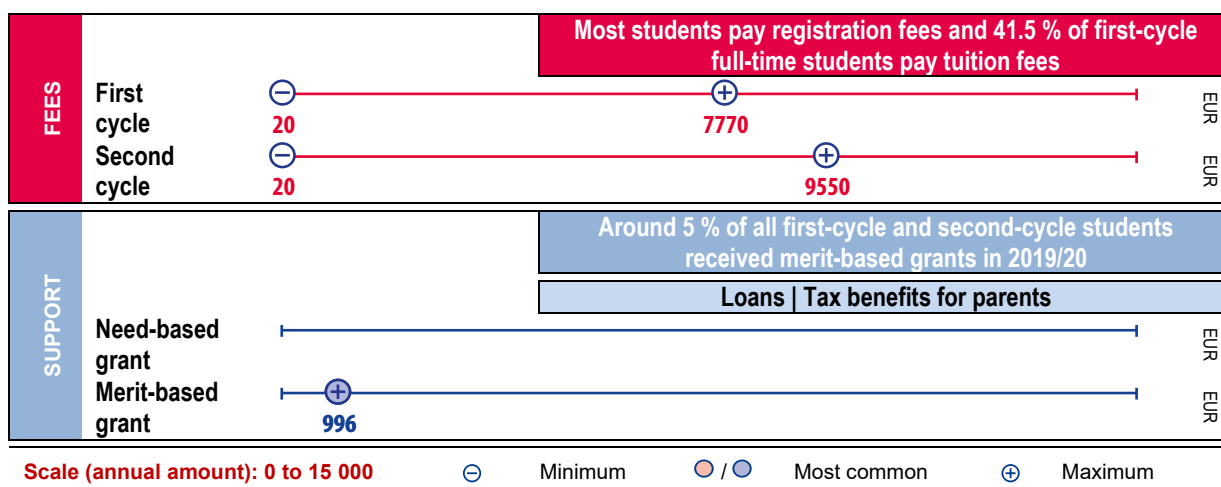 FEES
Most students pay registration fees and 41.5 % of first-cycle
full-time students pay tuition fees
First
cycle
20
7770
EUR
Second
cycle
20
9550
EUR
SUPPORT
Around 5 % of all first-cycle and second-cycle students
received merit-based grants in 2019/20
Loans | Tax benefits for parents
Need-based
grant
EUR
Merit-based
grant
996
EUR
Scale (annual amount): 0 to 15 000
Minimum
/
Most common
Maximum